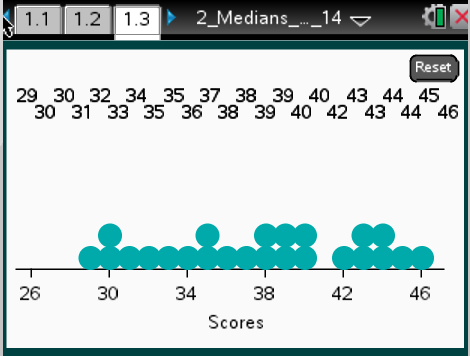 1.1 1.2 1.3 2_Medians_..._14
Reset
29 30 32 34 35 37 38 39 40 43 44 45
30 31 33 35 36 38 39 40 42 43 44 46
26 30 34 38 42 46
Scores